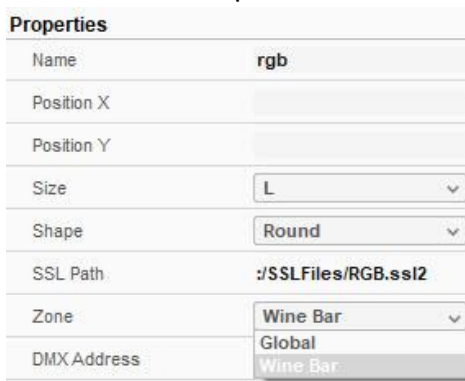 Properties
Name rgb
Position X
Position Y
Size L
Shape Round
SSL Path :/SSLFiles/RGB.ssl2
Zone Wine Bar
Global
DMX Address Wine Bar